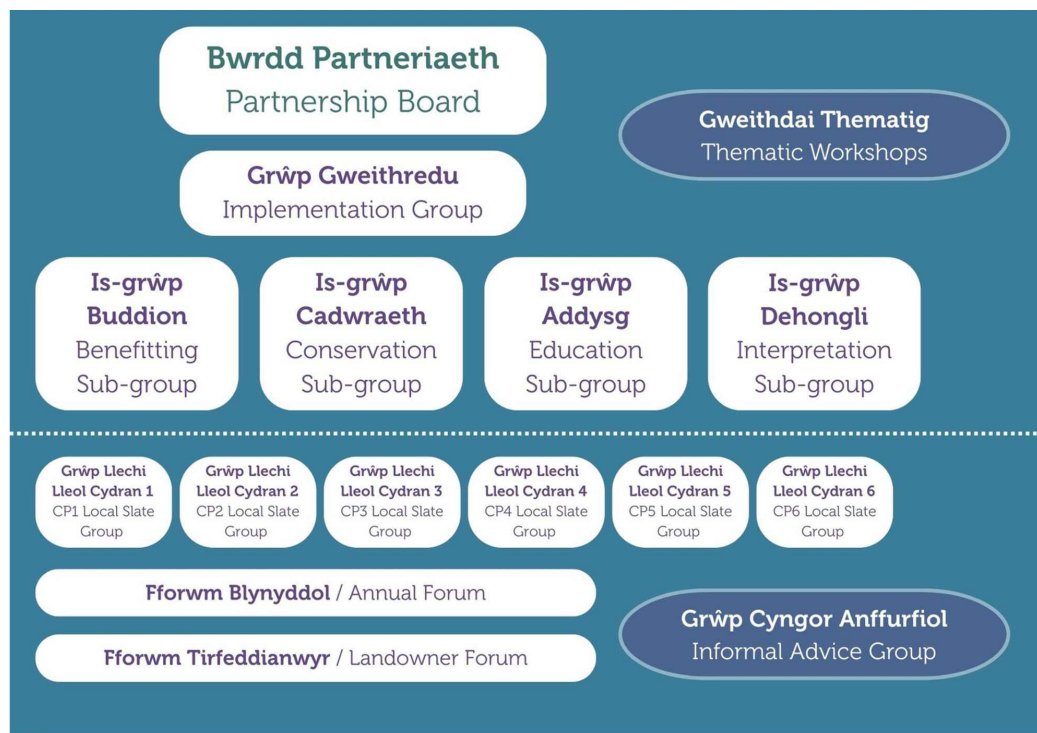 Bwrdd Partneriaeth
Partnership Board
Gweithdai Thematig
Thematic Workshops
Grŵp Gweithredu
Implementation Group
Is-grŵp
Buddion
Benefitting
Sub-group
Is-grŵp
Cadwraeth
Conservation
Sub-group
Is-grŵp
Addysg
Education
Sub-group
Is-grŵp
Dehongli
Interpretation
Sub-group
Grŵp Llechi
Lleol Cydran 1
CP1 Local Slate
Group
Grŵp Llechi
Lleol Cydran 2
CP2 Local Slate
Group
Grŵp Llechi
Lleol Cydran 3
CP3 Local Slate
Group
Grŵp Llechi
Lleol Cydran 4
CP4 Local Slate
Group
Grŵp Llechi
Lleol Cydran 5
CP5 Local Slate
Group
Grŵp Llechi
Lleol Cydran 6
CP6 Local Slate
Group
Fforwm Blynyddol / Annual Forum
Fforwm Tirfeddianwyr / Landowner Forum
Grŵp Cyngor Anffurfiol
Informal Advice Group